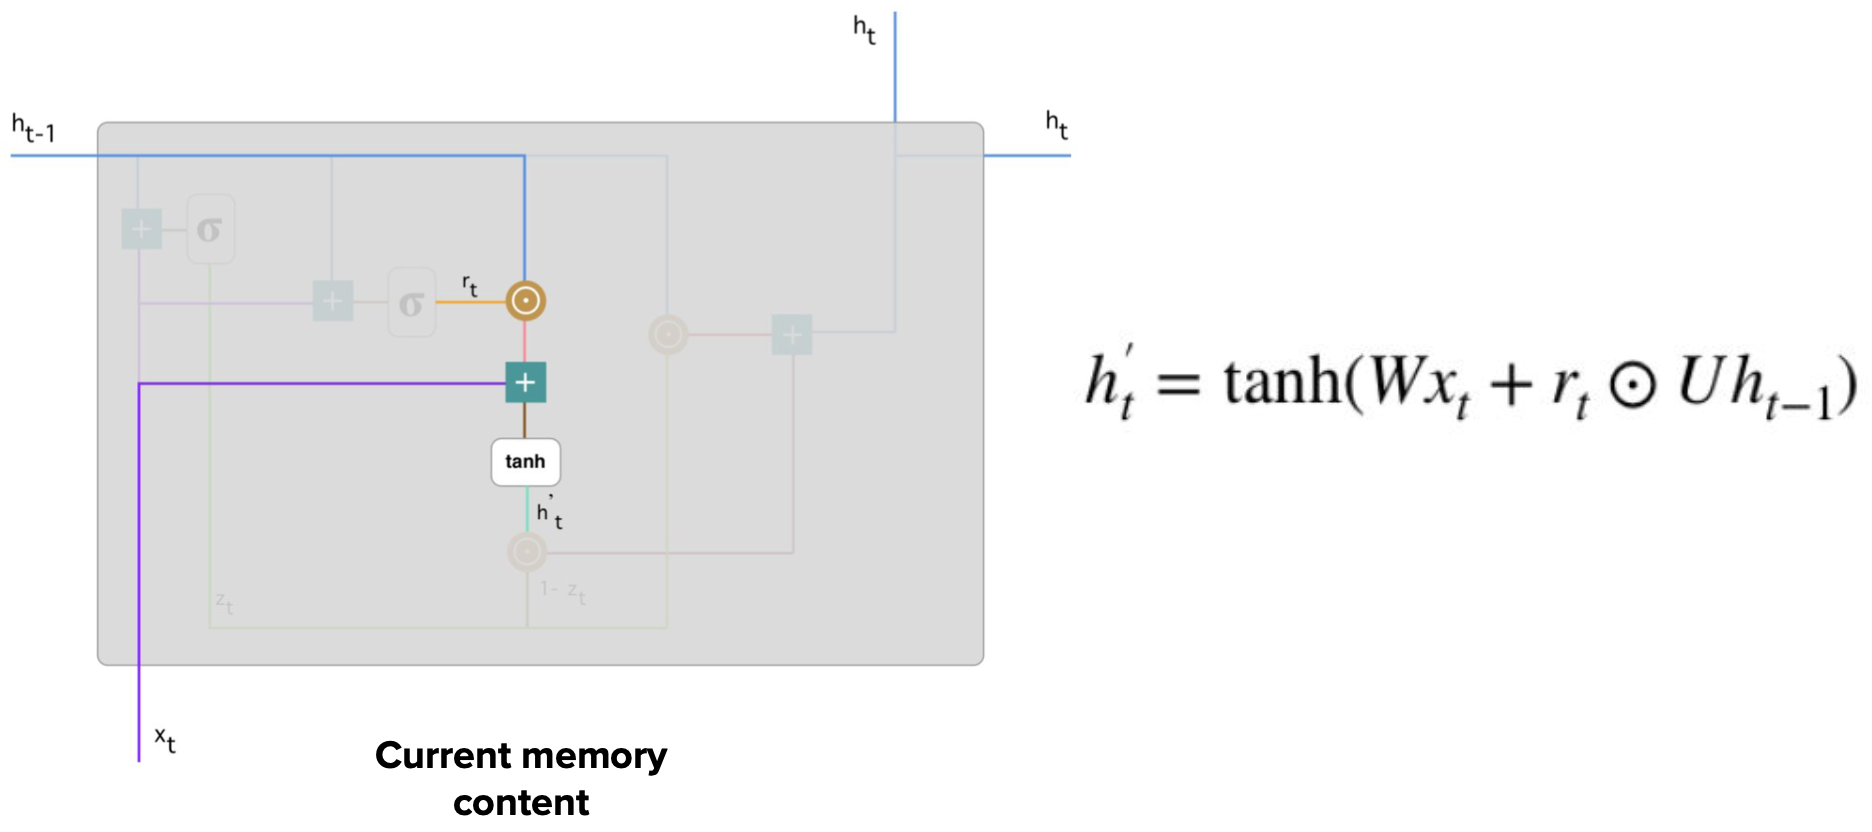 h_t
h_{t-1}
h_t
+
σ
r_t
+
σ
+
+
tanh
h'_t
1- z_t
z_t
x_t
h'_t = tanh(Wx_t + r_t ⊙ Uh_{t-1})
Current memory
content